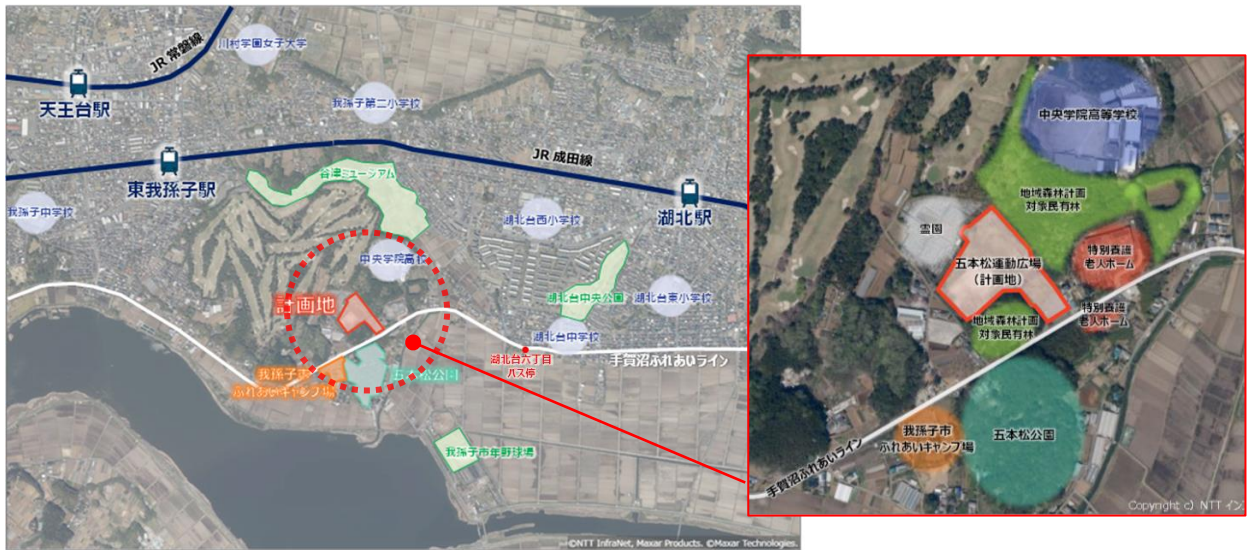 川村学園女子大学
JR 常磐線
天王台駅
我孫子第二小学校
JR 成田線
東我孫子駅
谷津ミュージアム
湖北駅
我孫子中学校
湖北台西小学校
中央学院高校
計画地
湖北台中央公園
湖北台東小学校
湖北台中学校
湖北台六丁目
バス停
手賀沼ふれあいライン
我孫子市
ふれあいキャンプ場
五本松公園
我孫子市年野球場
©NTT InfraNet, Maxar Products. ©Maxar Technologies.
中央学院高等学校
地域森林計画
対象民有林
霊園
特別養護
老人ホーム
五本松運動広場
（計画地）
特別養護
老人ホーム
地域森林計画
対象民有林
我孫子市
ふれあいキャンプ場
五本松公園
手賀沼ふれあいライン
Copyright c) NTT イン